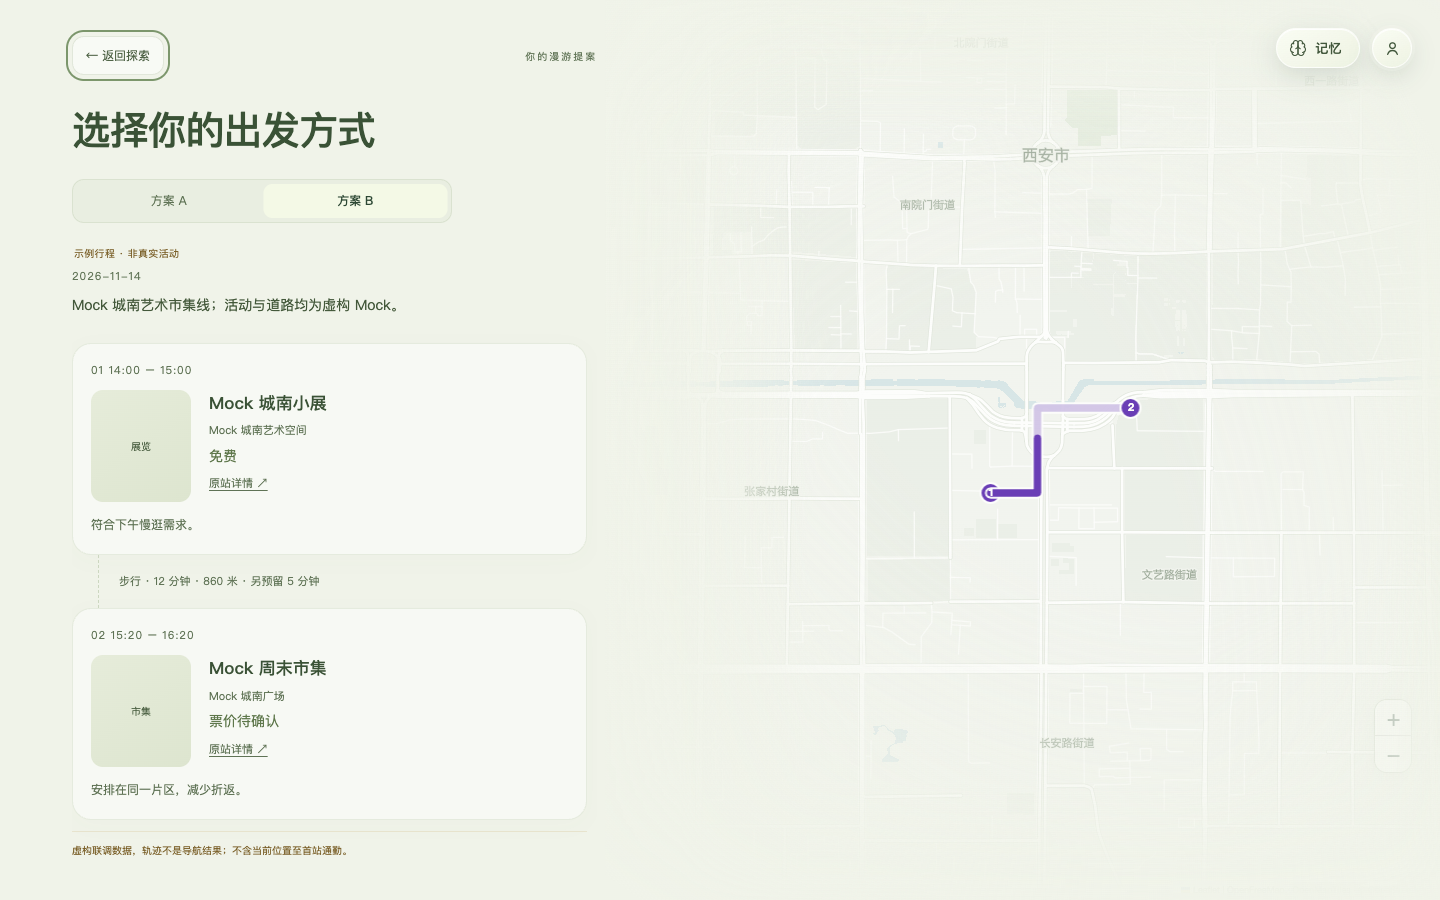 ← 返回探索
你的漫游提案
记忆
选择你的出发方式
方案 A
方案 B
示例行程 · 非真实活动
2026-11-14
Mock 城南艺术市集线；活动与道路均为虚构 Mock。
01 14:00 — 15:00
展览
Mock 城南小展
Mock 城南艺术空间
免费
原站详情 ↗
符合下午慢逛需求。
步行 · 12 分钟 · 860 米 · 另预留 5 分钟
02 15:20 — 16:20
市集
Mock 周末市集
Mock 城南广场
票价待确认
原站详情 ↗
安排在同一片区，减少折返。
虚构联调数据，轨迹不是导航结果；不含当前位置至首站通勤。
西安市
南院门街道
2
张家村街道
文艺路街道
长安路街道
+
−